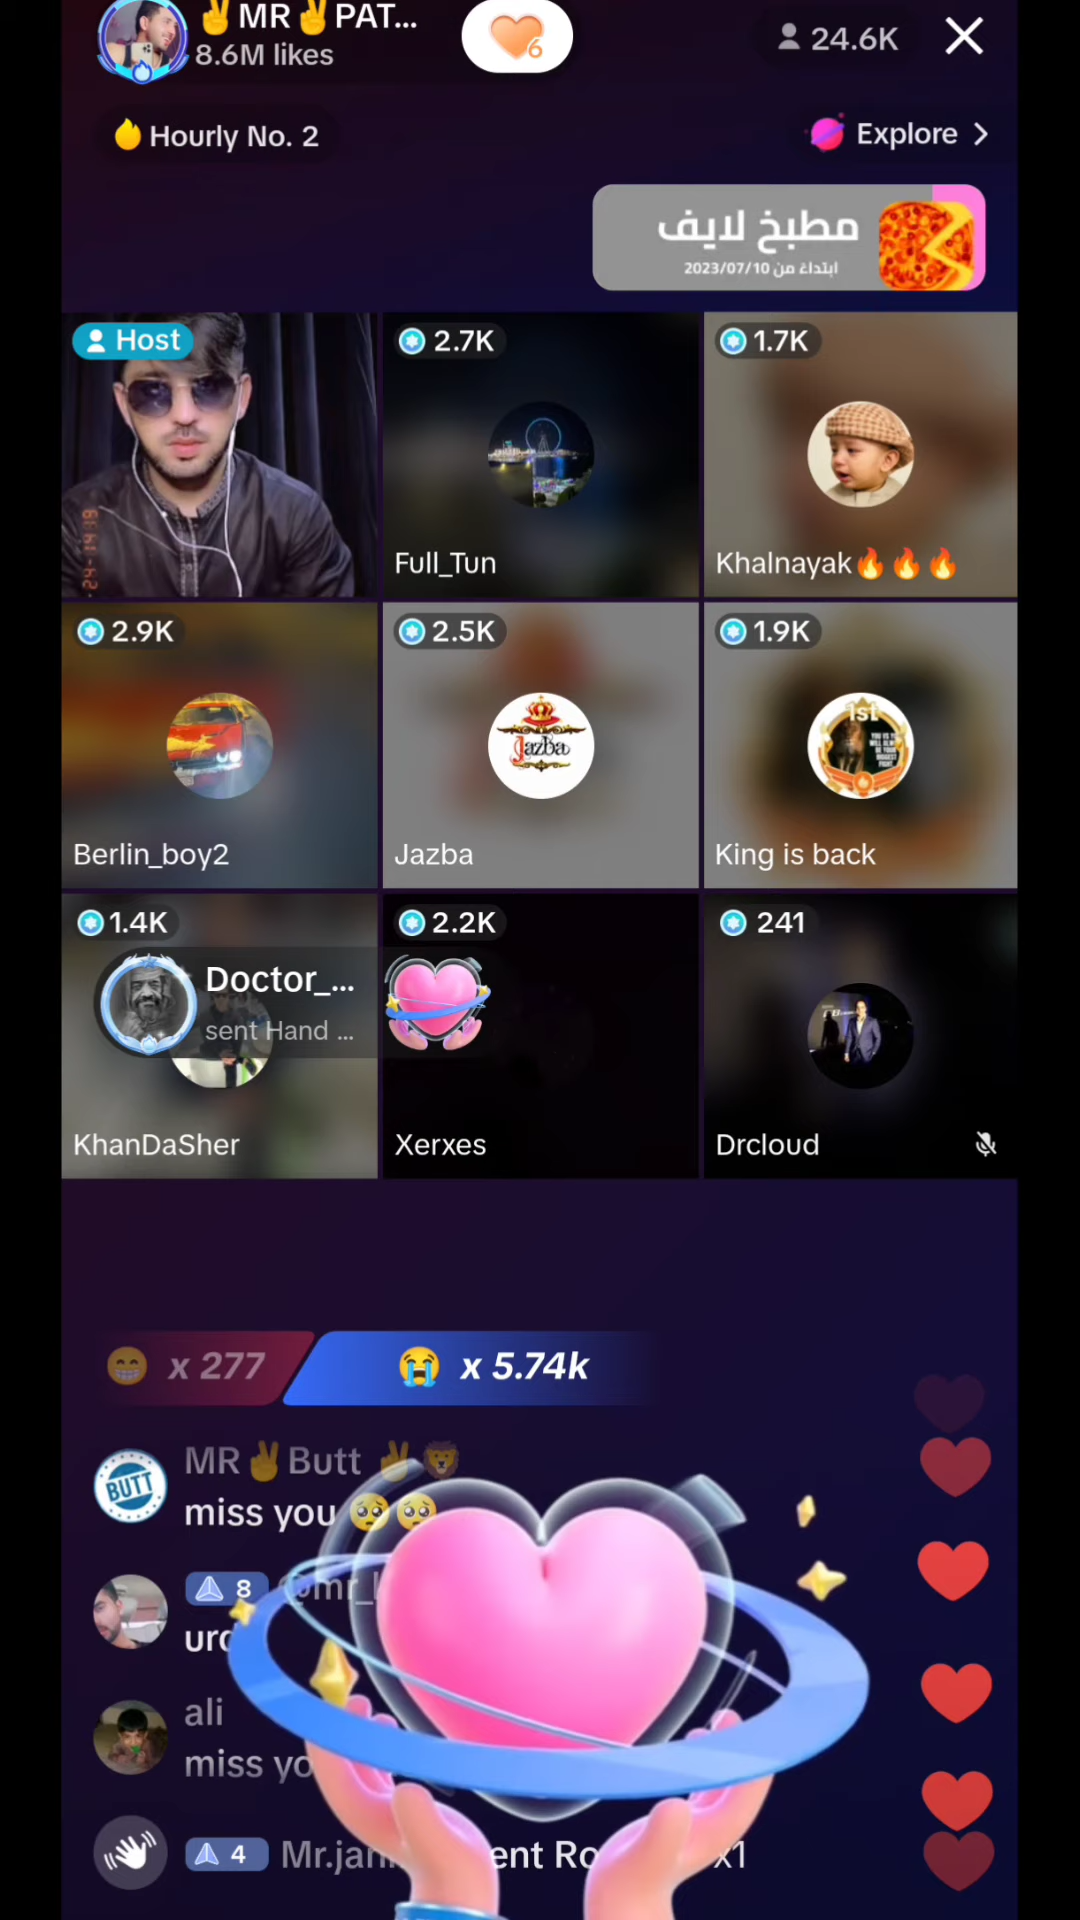 ✌️MR✌️PAT...
8.6M likes
6
24.6K
Hourly No. 2
Explore
مطبخ لايف
ابتداءً من 2023/07/10
Host
2.7K
1.7K
Full_Tun
Khalnayak🔥🔥🔥
2.9K
2.5K
1.9K
Jazba
1st
Berlin_boy2
Jazba
King is back
1.4K
2.2K
241
Doctor_...
sent Hand ...
KhanDaSher
Xerxes
Drcloud
😁 x 277
😭 x 5.74k
MR✌️Butt ✌️🦁
BUTT
miss you 🥺🥺
8
ali
4
x1